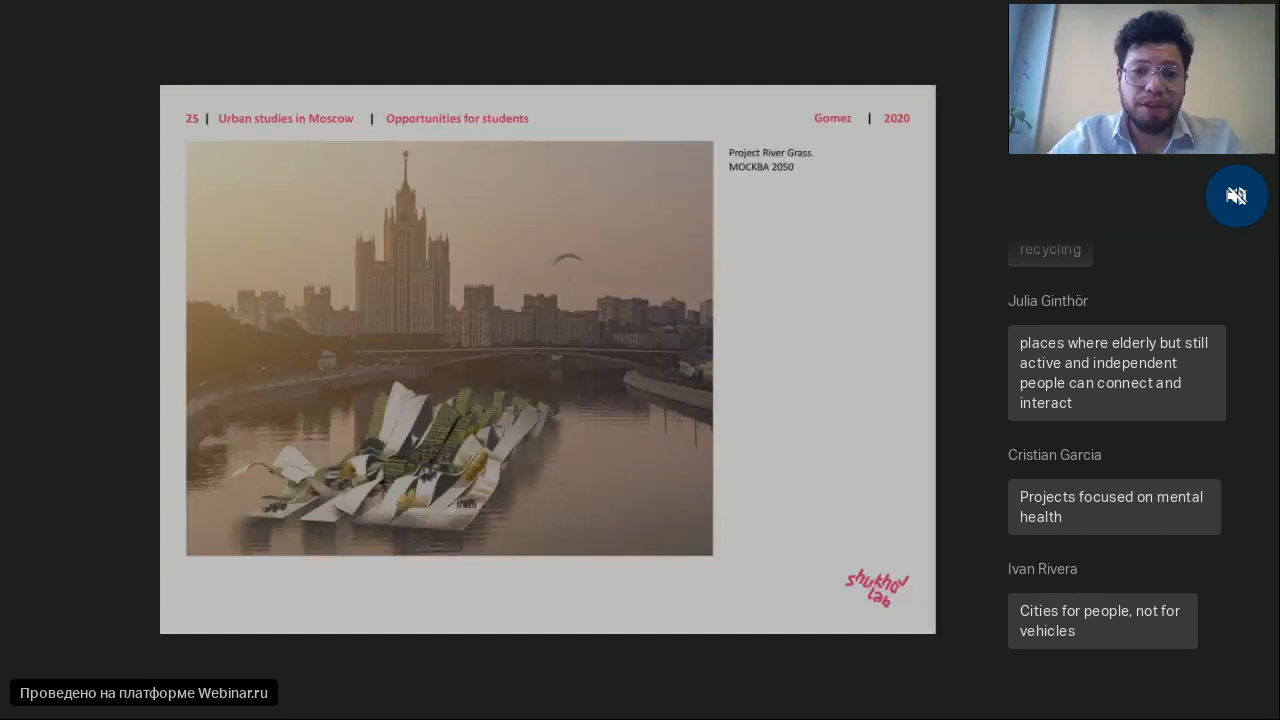 25 | Urban studies in Moscow | Opportunities for students
Gomez | 2020
Project River Grass.
МОСКВА 2050
shukhov
lab
recycling
Julia Ginthör
places where elderly but still
active and independent
people can connect and
interact
Cristian Garcia
Projects focused on mental
health
Ivan Rivera
Cities for people, not for
vehicles
Проведено на платформе Webinar.ru